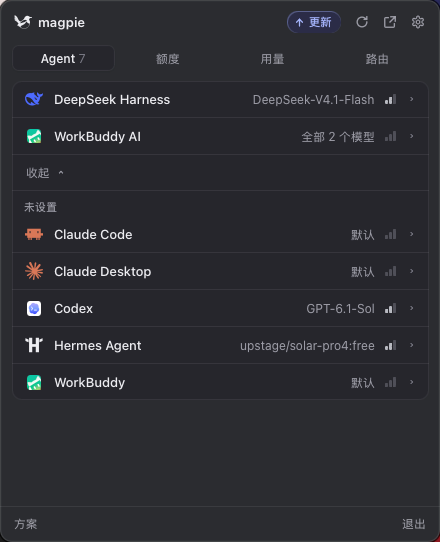 magpie 更新
Agent 7 额度 用量 路由
DeepSeek Harness DeepSeek-V4.1-Flash
WorkBuddy AI 全部 2 个模型
收起
未设置
Claude Code 默认
Claude Desktop 默认
Codex GPT-6.1-Sol
Hermes Agent upstage/solar-pro4:free
WorkBuddy 默认
方案 退出